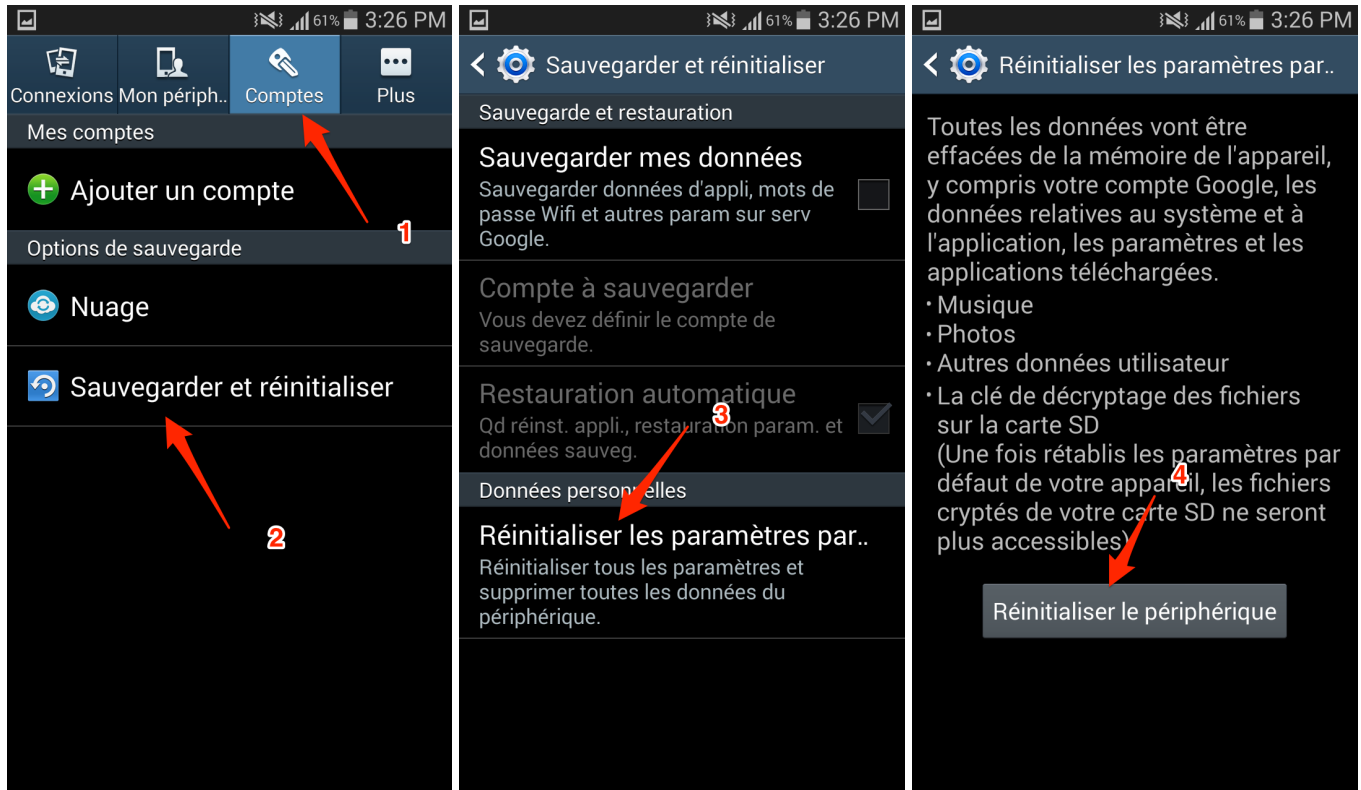 61% 3:26 PM
Connexions Mon périph.. Comptes Plus
Mes comptes
1
Ajouter un compte
Options de sauvegarde
Nuage
Sauvegarder et réinitialiser
2
61% 3:26 PM
Sauvegarder et réinitialiser
Sauvegarde et restauration
Sauvegarder mes données
Sauvegarder données d'appli, mots de
passe Wifi et autres param sur serv
Google.
Compte à sauvegarder
Vous devez définir le compte de
sauvegarde.
Restauration automatique
3
Qd réinst. appli., restauration param. et
données sauveg.
Données personnelles
Réinitialiser les paramètres par..
Réinitialiser tous les paramètres et
supprimer toutes les données du
périphérique.
61% 3:26 PM
Réinitialiser les paramètres par..
Toutes les données vont être
effacées de la mémoire de l'appareil,
y compris votre compte Google, les
données relatives au système et à
l'application, les paramètres et les
applications téléchargées.
· Musique
· Photos
· Autres données utilisateur
· La clé de décryptage des fichiers
sur la carte SD
(Une fois rétablis les paramètres par
défaut de votre appareil, les fichiers
4
cryptés de votre carte SD ne seront
plus accessibles)
Réinitialiser le périphérique